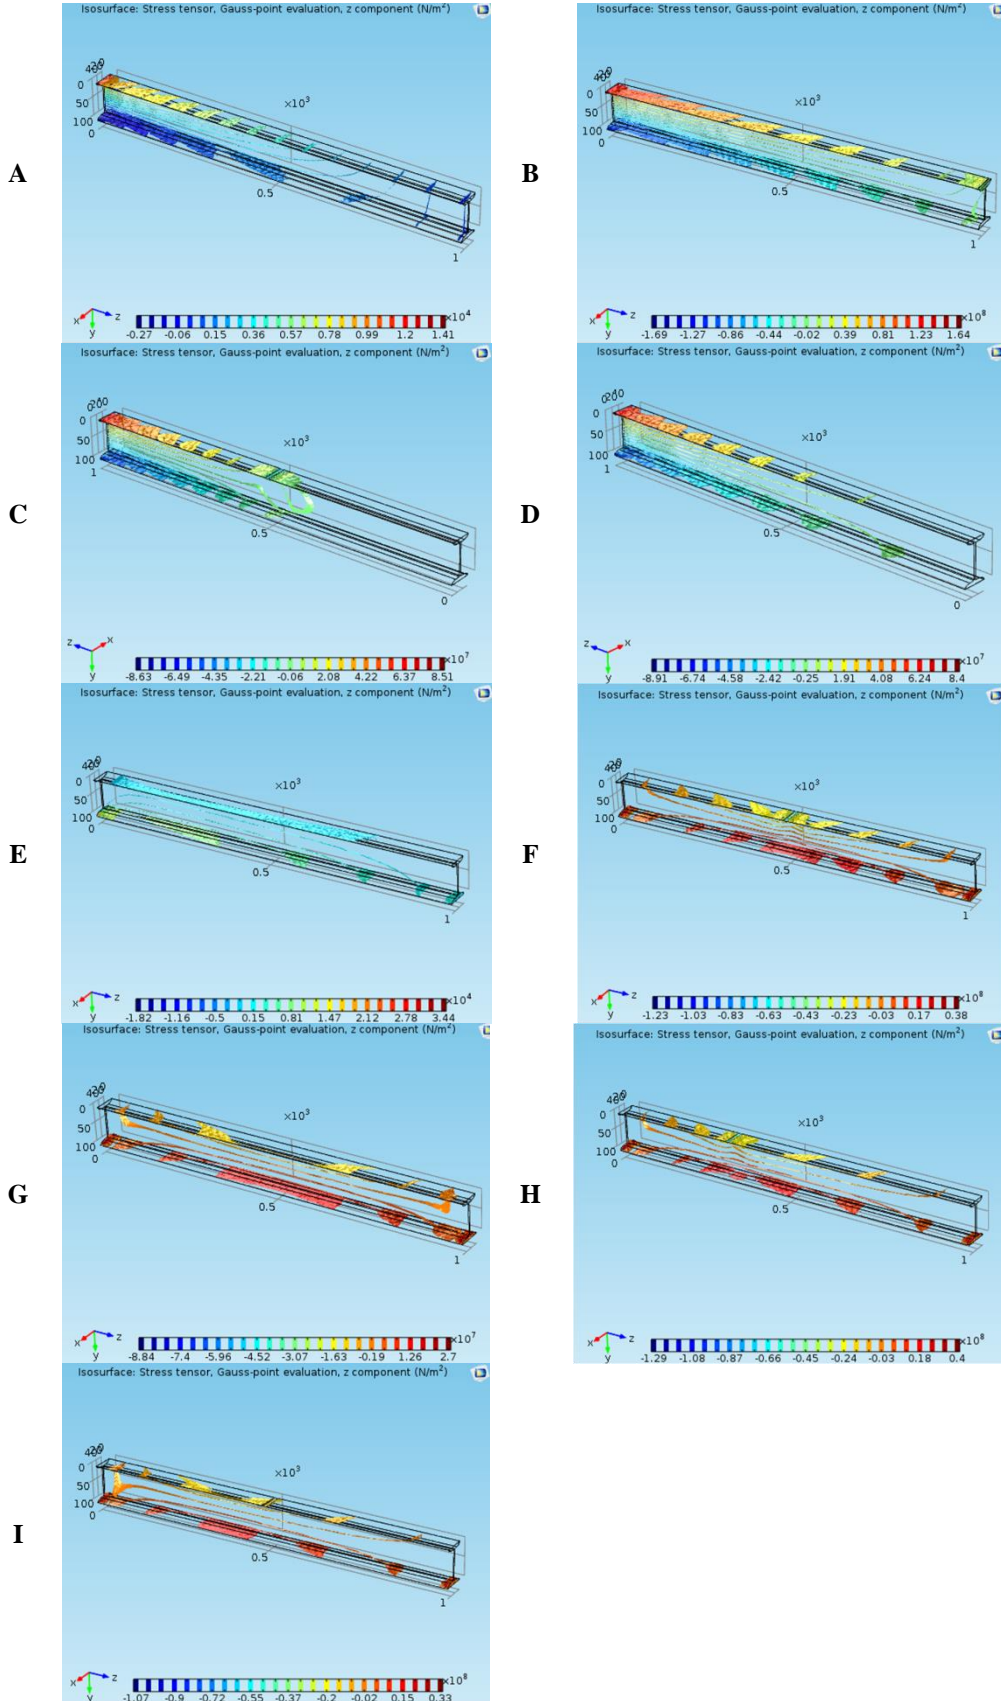 Isosurface: Stress tensor, Gauss-point evaluation, z component (N/m²)
0
50
100
0
×10³
0.5
1
A
x y z
×10⁴
-0.27 -0.06 0.15 0.36 0.57 0.78 0.99 1.2 1.41
Isosurface: Stress tensor, Gauss-point evaluation, z component (N/m²)
0
50
100
0
×10³
0.5
1
B
x y z
×10⁸
-1.69 -1.27 -0.86 -0.44 -0.02 0.39 0.81 1.23 1.64
Isosurface: Stress tensor, Gauss-point evaluation, z component (N/m²)
0
50
100
1
×10³
0.5
0
C
z x y
×10⁷
-8.63 -6.49 -4.35 -2.21 -0.06 2.08 4.22 6.37 8.51
Isosurface: Stress tensor, Gauss-point evaluation, z component (N/m²)
0
50
100
1
×10³
0.5
0
D
z x y
×10⁷
-8.91 -6.74 -4.58 -2.42 -0.25 1.91 4.08 6.24 8.4
Isosurface: Stress tensor, Gauss-point evaluation, z component (N/m²)
0
50
100
0
×10³
0.5
1
E
x y z
×10⁴
-1.82 -1.16 -0.5 0.15 0.81 1.47 2.12 2.78 3.44
Isosurface: Stress tensor, Gauss-point evaluation, z component (N/m²)
0
50
100
0
×10³
0.5
1
F
x y z
×10⁸
-1.23 -1.03 -0.83 -0.63 -0.43 -0.23 -0.03 0.17 0.38
Isosurface: Stress tensor, Gauss-point evaluation, z component (N/m²)
0
50
100
0
×10³
0.5
1
G
x y z
×10⁷
-8.84 -7.4 -5.96 -4.52 -3.07 -1.63 -0.19 1.26 2.7
Isosurface: Stress tensor, Gauss-point evaluation, z component (N/m²)
0
50
100
0
×10³
0.5
1
H
x y z
×10⁸
-1.29 -1.08 -0.87 -0.66 -0.45 -0.24 -0.03 0.18 0.4
Isosurface: Stress tensor, Gauss-point evaluation, z component (N/m²)
0
50
100
0
×10³
0.5
1
I
x y z
×10⁸
-1.07 -0.9 -0.72 -0.55 -0.37 -0.2 -0.02 0.15 0.33